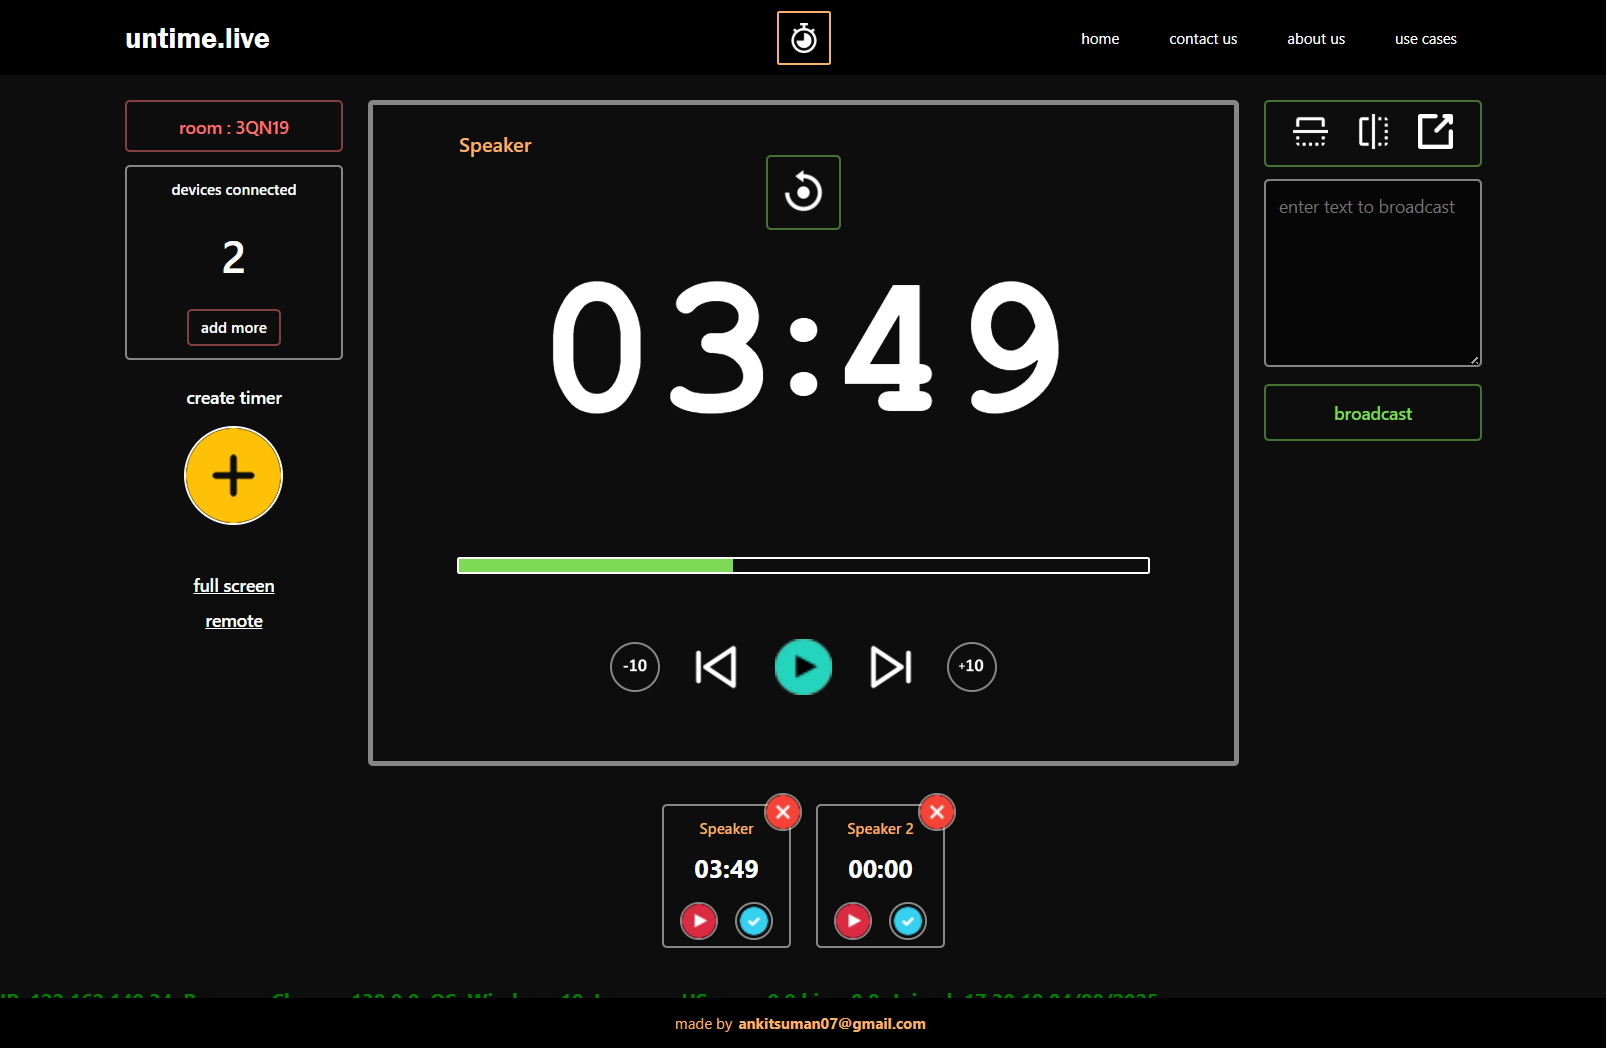 untime.live
home contact us about us use cases
room : 3QN19
devices connected
2
add more
create timer
full screen
remote
Speaker
03:49
-10
+10
enter text to broadcast
broadcast
Speaker
03:49
Speaker 2
00:00
made by ankitsuman07@gmail.com